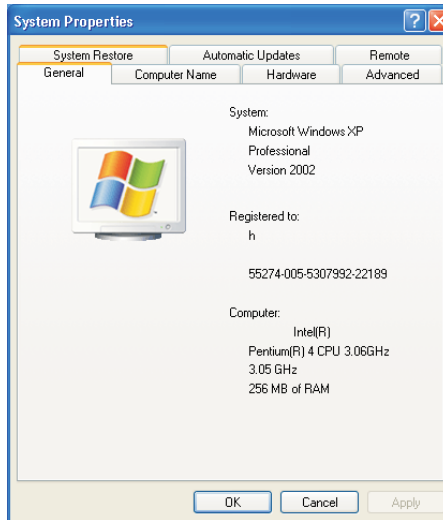 System Properties
System Restore Automatic Updates Remote
General Computer Name Hardware Advanced
System:
Microsoft Windows XP
Professional
Version 2002
Registered to:
h
55274-005-5307992-22189
Computer:
Intel(R)
Pentium(R) 4 CPU 3.06GHz
3.05 GHz
256 MB of RAM
OK Cancel Apply